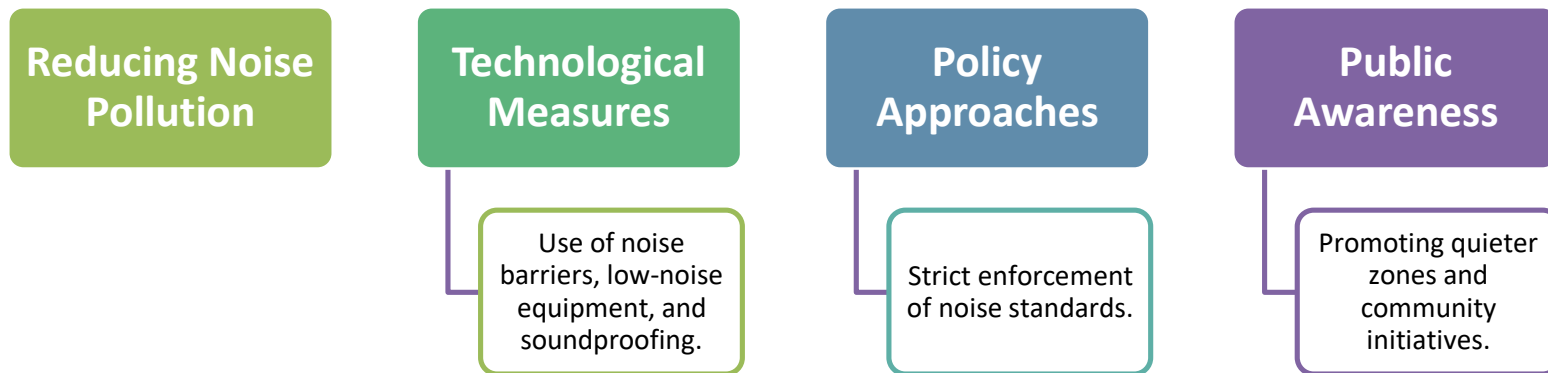 Reducing Noise
Pollution
Technological
Measures
Use of noise
barriers, low-noise
equipment, and
soundproofing.
Policy
Approaches
Strict enforcement
of noise standards.
Public
Awareness
Promoting quieter
zones and
community
initiatives.